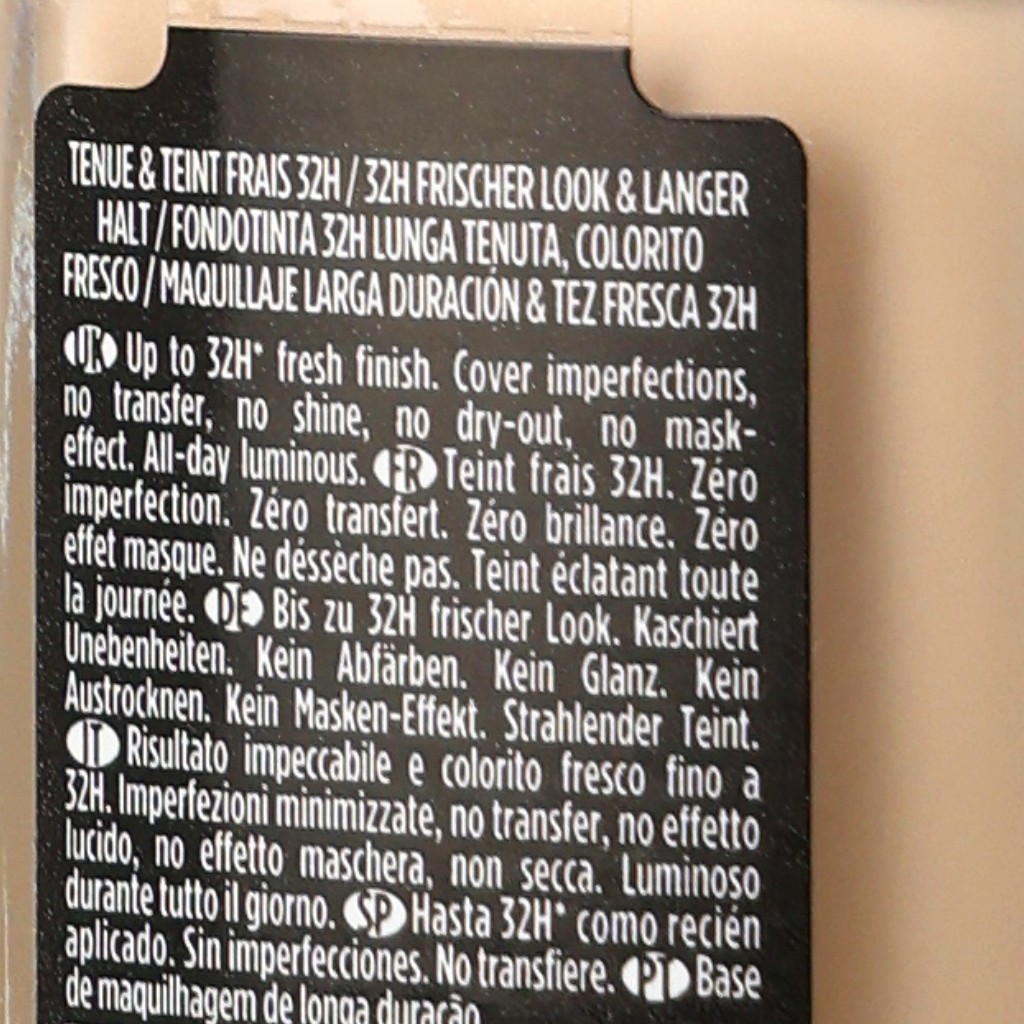 TENUE & TEINT FRAIS 32H / 32H FRISCHER LOOK & LANGER
HALT / FONDOTINTA 32H LUNGA TENUTA, COLORITO
FRESCO / MAQUILLAJE LARGA DURACIÓN & TEZ FRESCA 32H
UK Up to 32H* fresh finish. Cover imperfections,
no transfer, no shine, no dry-out, no mask-
effect. All-day luminous. FR Teint frais 32H. Zéro
imperfection. Zéro transfert. Zéro brillance. Zéro
effet masque. Ne déssèche pas. Teint éclatant toute
la journée. DE Bis zu 32H frischer Look. Kaschiert
Unebenheiten. Kein Abfärben. Kein Glanz. Kein
Austrocknen. Kein Masken-Effekt. Strahlender Teint.
IT Risultato impeccabile e colorito fresco fino a
32H. Imperfezioni minimizzate, no transfer, no effetto
lucido, no effetto maschera, non secca. Luminoso
durante tutto il giorno. SP Hasta 32H* como recién
aplicado. Sin imperfecciones. No transfiere. PT Base
de maquilhagem de longa duração